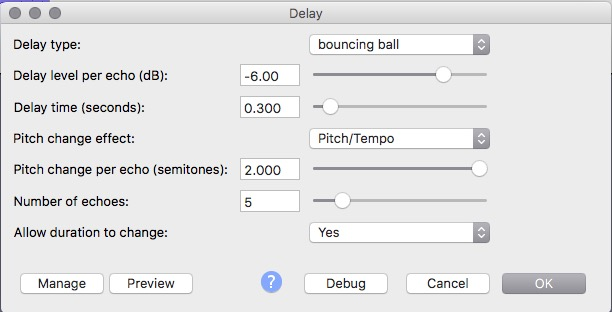 Delay
Delay type: bouncing ball
Delay level per echo (dB): -6.00
Delay time (seconds): 0.300
Pitch change effect: Pitch/Tempo
Pitch change per echo (semitones): 2.000
Number of echoes: 5
Allow duration to change: Yes
Manage Preview ? Debug Cancel OK